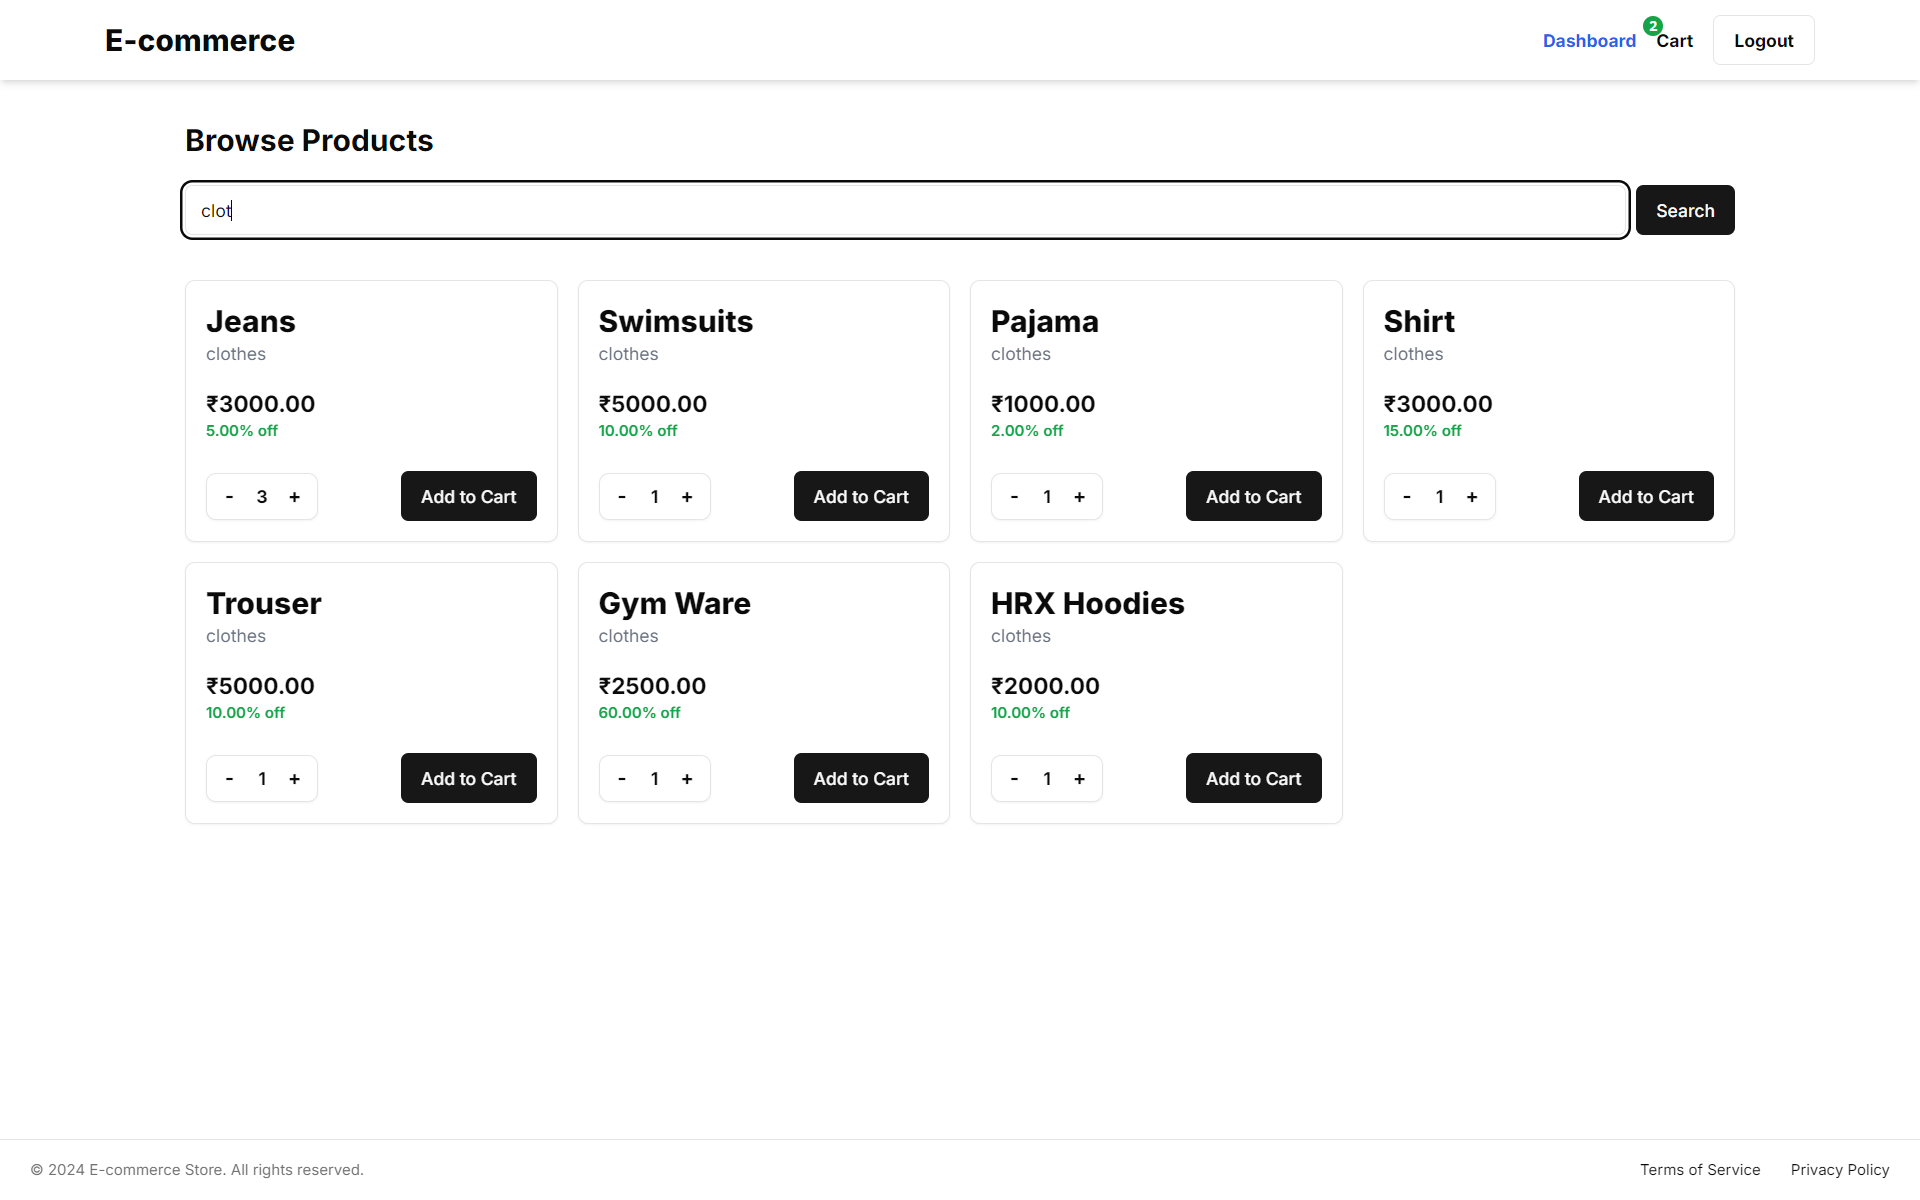 E-commerce
Dashboard 2 Cart Logout
Browse Products
clot Search
Jeans
clothes
₹3000.00
5.00% off
- 3 + Add to Cart
Swimsuits
clothes
₹5000.00
10.00% off
- 1 + Add to Cart
Pajama
clothes
₹1000.00
2.00% off
- 1 + Add to Cart
Shirt
clothes
₹3000.00
15.00% off
- 1 + Add to Cart
Trouser
clothes
₹5000.00
10.00% off
- 1 + Add to Cart
Gym Ware
clothes
₹2500.00
60.00% off
- 1 + Add to Cart
HRX Hoodies
clothes
₹2000.00
10.00% off
- 1 + Add to Cart
© 2024 E-commerce Store. All rights reserved.
Terms of Service Privacy Policy